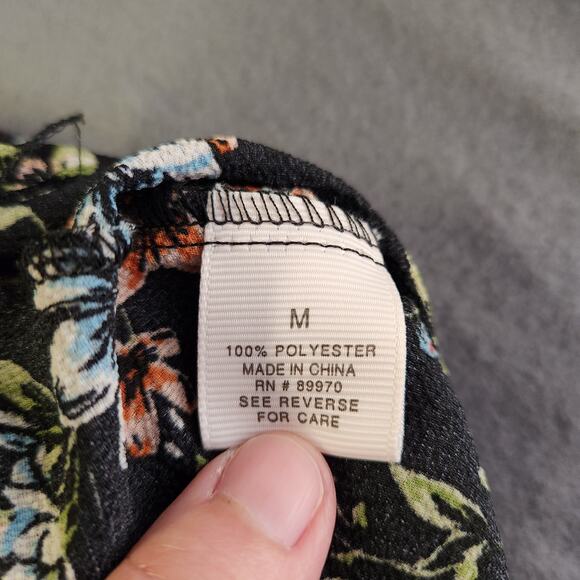 M
100% POLYESTER
MADE IN CHINA
RN # 89970
SEE REVERSE
FOR CARE